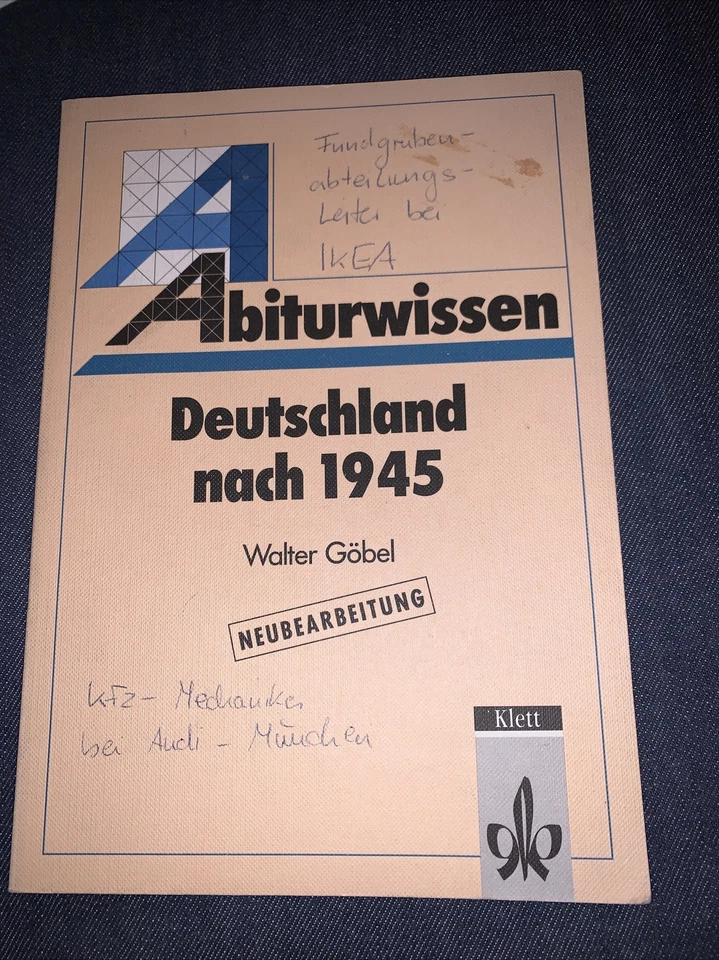 Fundgruben-
abteilungs-
Leiter bei
IKEA
Abiturwissen
Deutschland
nach 1945
Walter Göbel
NEUBEARBEITUNG
Kfz- Mechaniker
bei Audi - München
Klett